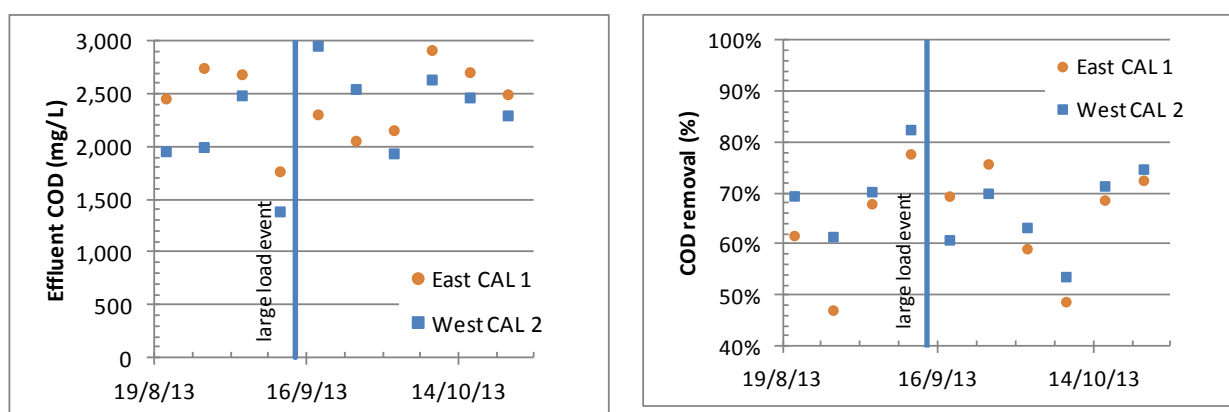 Effluent COD (mg/L)
3,000
2,500
2,000
1,500
1,000
500
0
large load event
East CAL 1
West CAL 2
19/8/13
16/9/13
14/10/13
COD removal (%)
100%
90%
80%
70%
60%
50%
40%
large load event
East CAL 1
West CAL 2
19/8/13
16/9/13
14/10/13